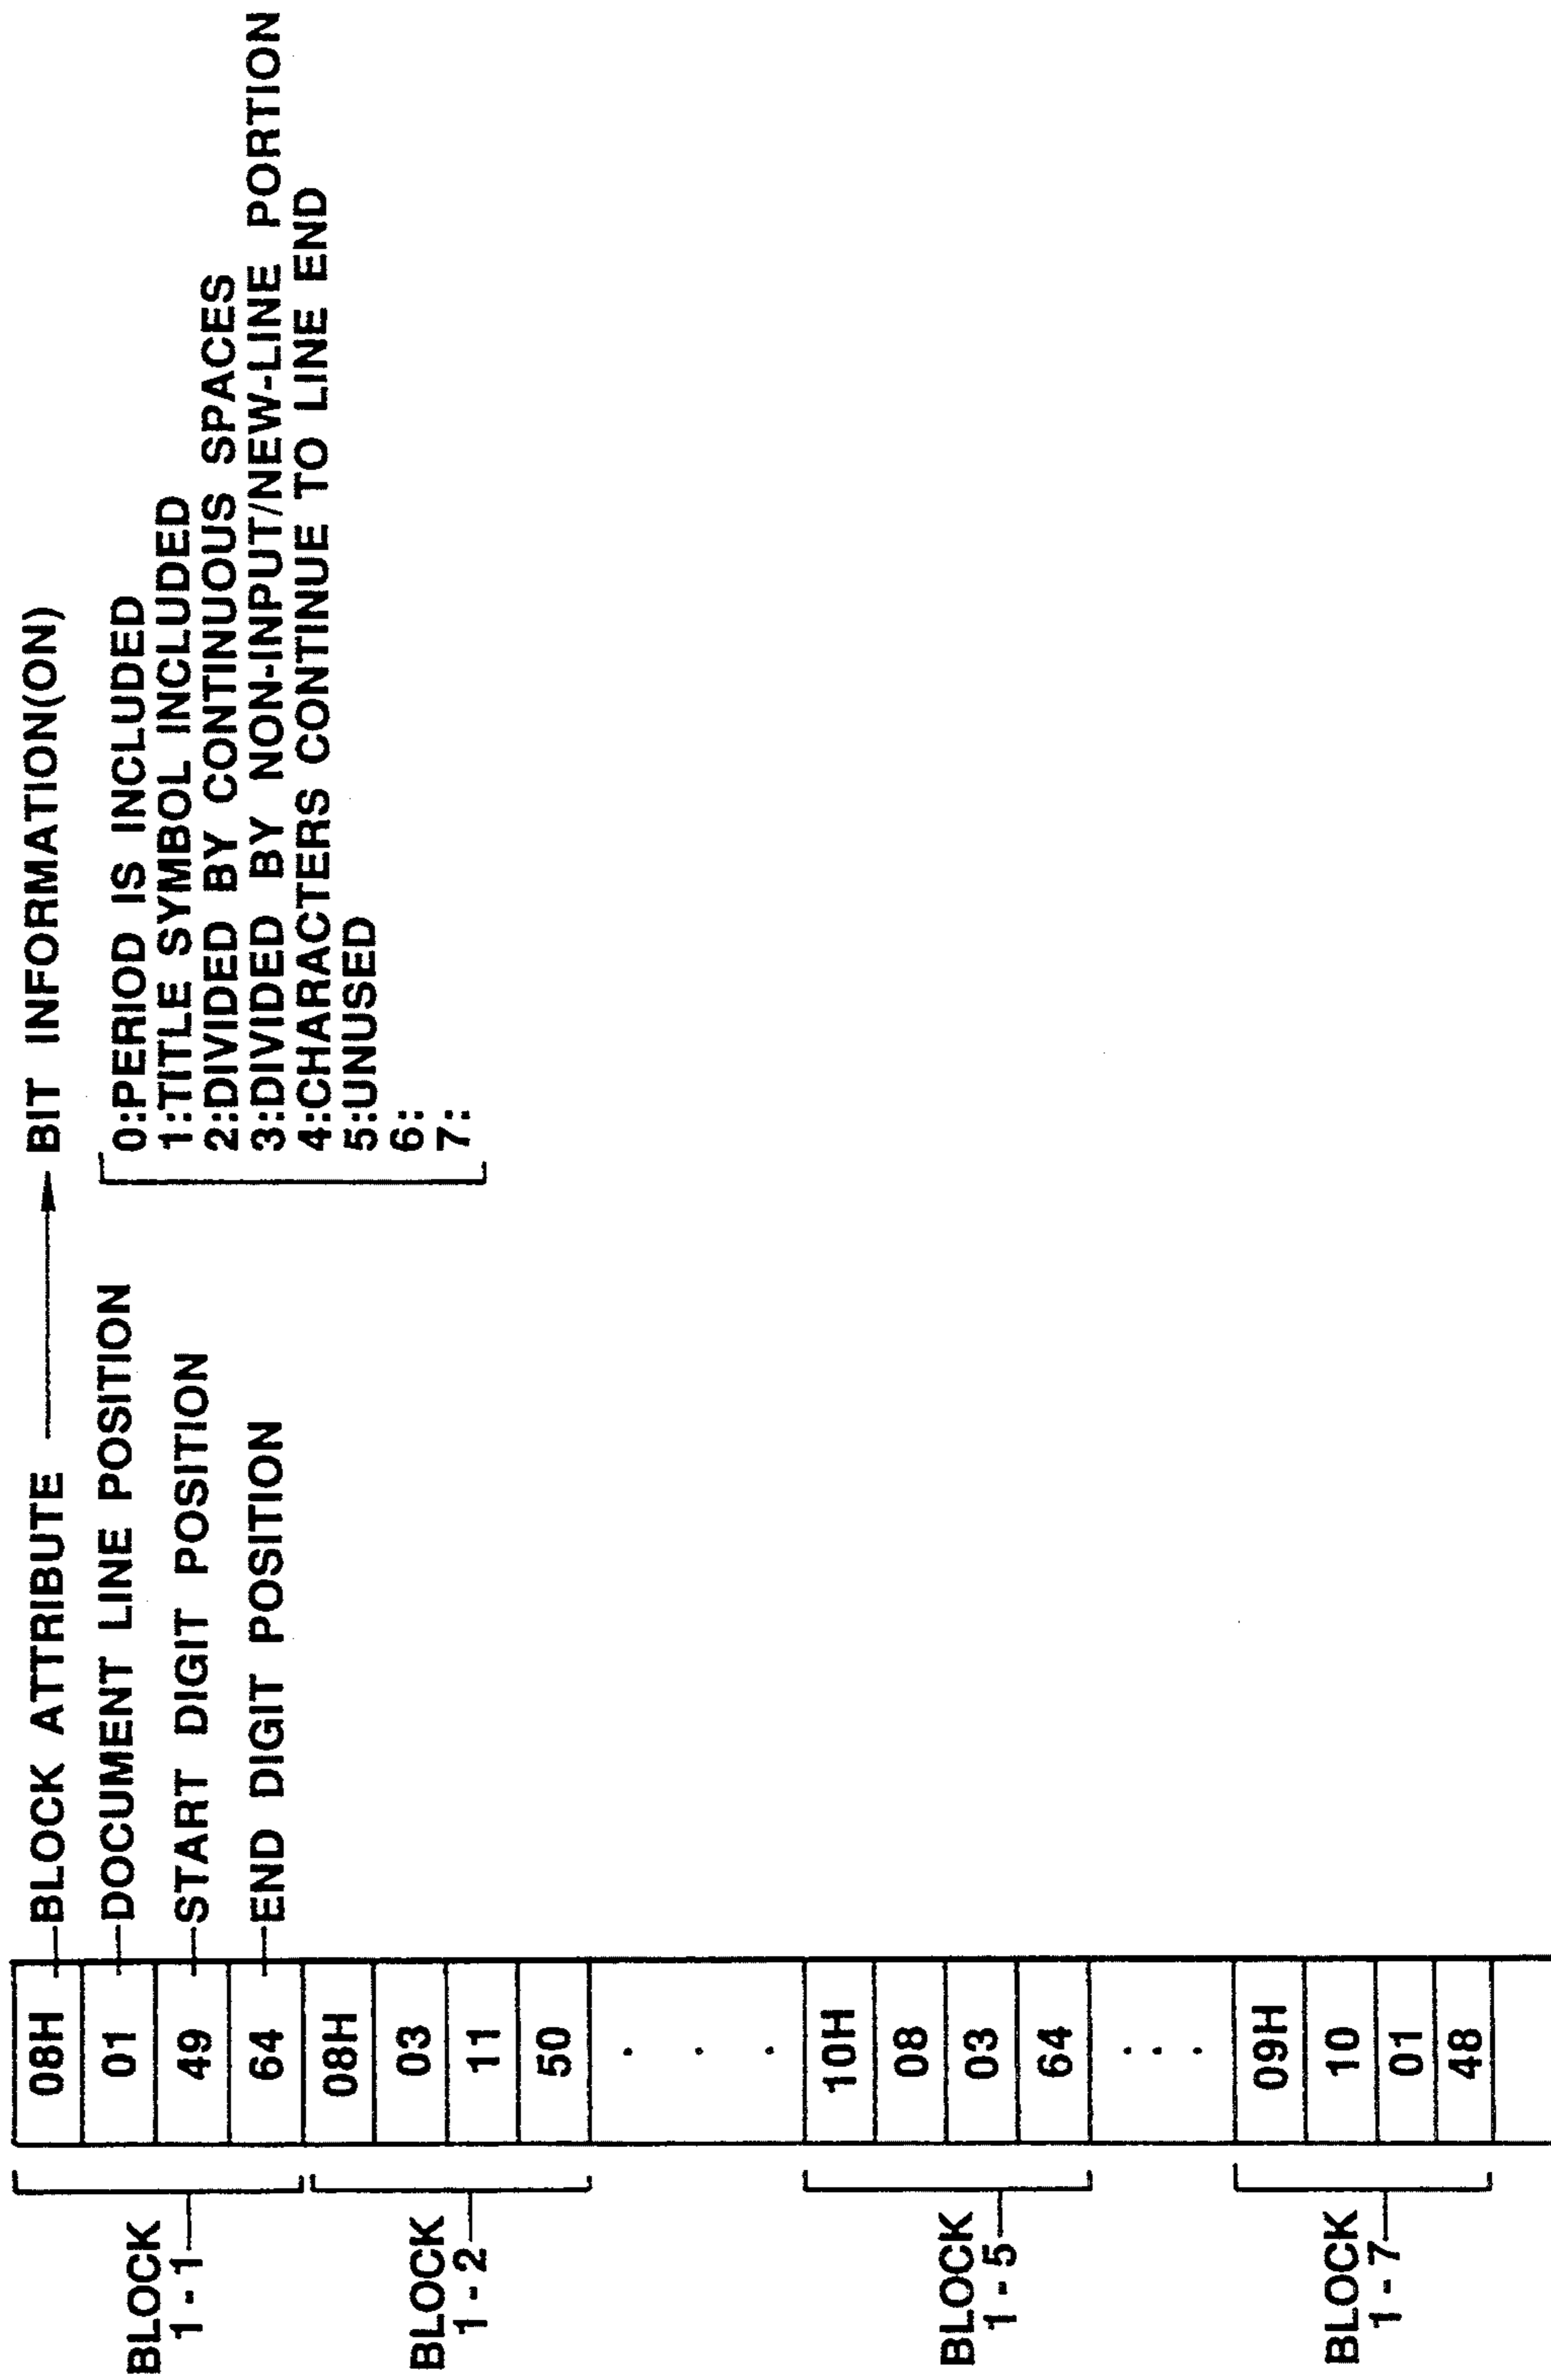 BLOCK
1-1
08H
01
49
64
BLOCK ATTRIBUTE
DOCUMENT LINE POSITION
START DIGIT POSITION
END DIGIT POSITION
BIT INFORMATION(ON)
0:PERIOD IS INCLUDED
1:TITLE SYMBOL INCLUDED
2:DIVIDED BY CONTINUOUS SPACES
3:DIVIDED BY NON-INPUT/NEW-LINE PORTION
4:CHARACTERS CONTINUE TO LINE END
5:UNUSED
6:
7:
BLOCK
1-2
08H
03
11
50
. . .
BLOCK
1-5
10H
08
03
64
. . .
BLOCK
1-7
09H
10
01
48